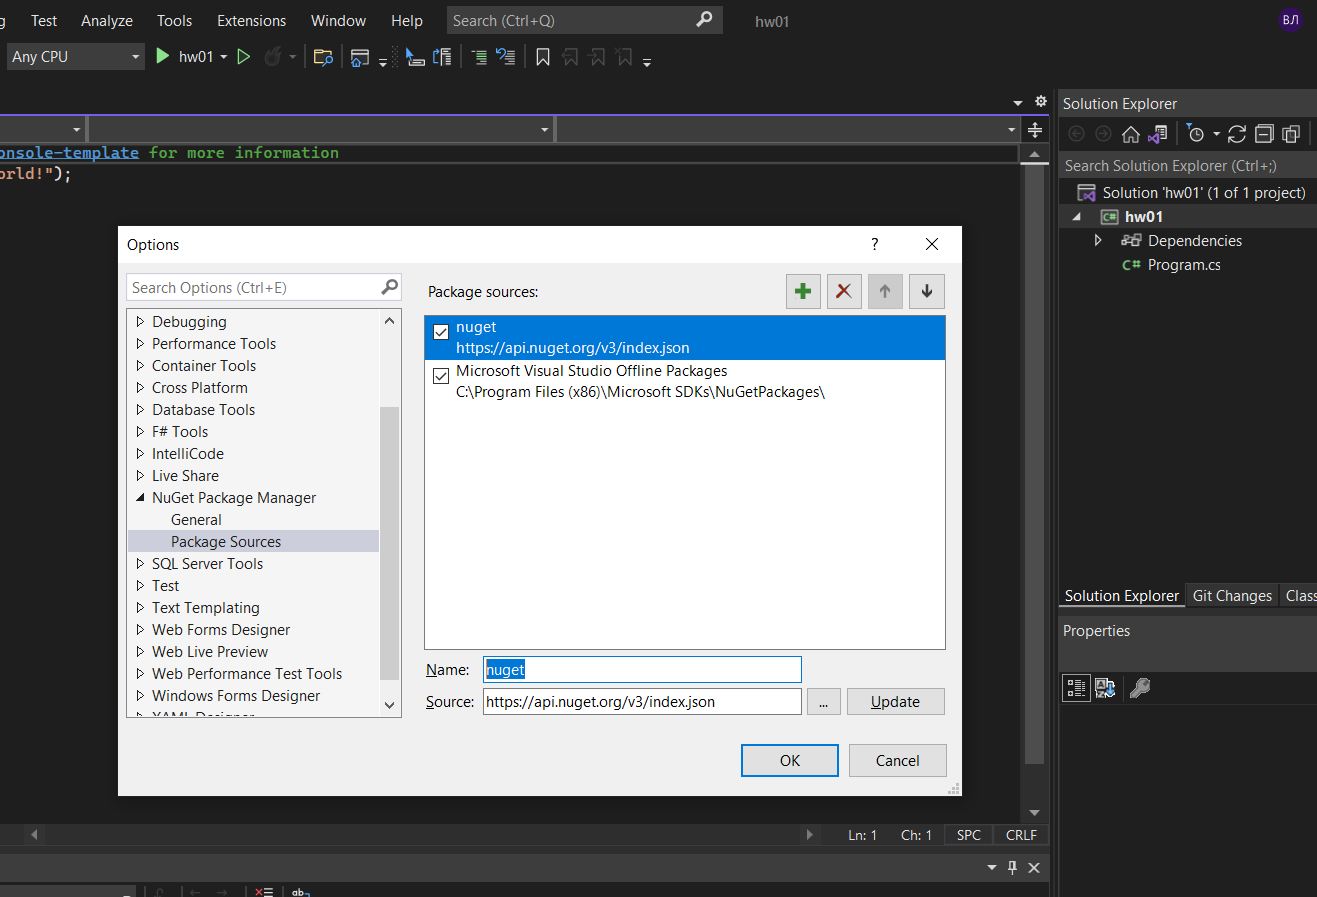 Test Analyze Tools Extensions Window Help Search (Ctrl+Q) hw01 ВЛ
Any CPU hw01
Solution Explorer
onsole-template for more information
orld!");
Search Solution Explorer (Ctrl+;)
Solution 'hw01' (1 of 1 project)
hw01
Dependencies
C# Program.cs
Options ?
Search Options (Ctrl+E)
Debugging
Performance Tools
Container Tools
Cross Platform
Database Tools
F# Tools
IntelliCode
Live Share
NuGet Package Manager
General
Package Sources
SQL Server Tools
Test
Text Templating
Web Forms Designer
Web Live Preview
Web Performance Test Tools
Windows Forms Designer
XAML Designer
Package sources:
nuget
https://api.nuget.org/v3/index.json
Microsoft Visual Studio Offline Packages
C:\Program Files (x86)\Microsoft SDKs\NuGetPackages\
Name: nuget
Source: https://api.nuget.org/v3/index.json ... Update
OK Cancel
Solution Explorer Git Changes Class
Properties
Ln: 1 Ch: 1 SPC CRLF